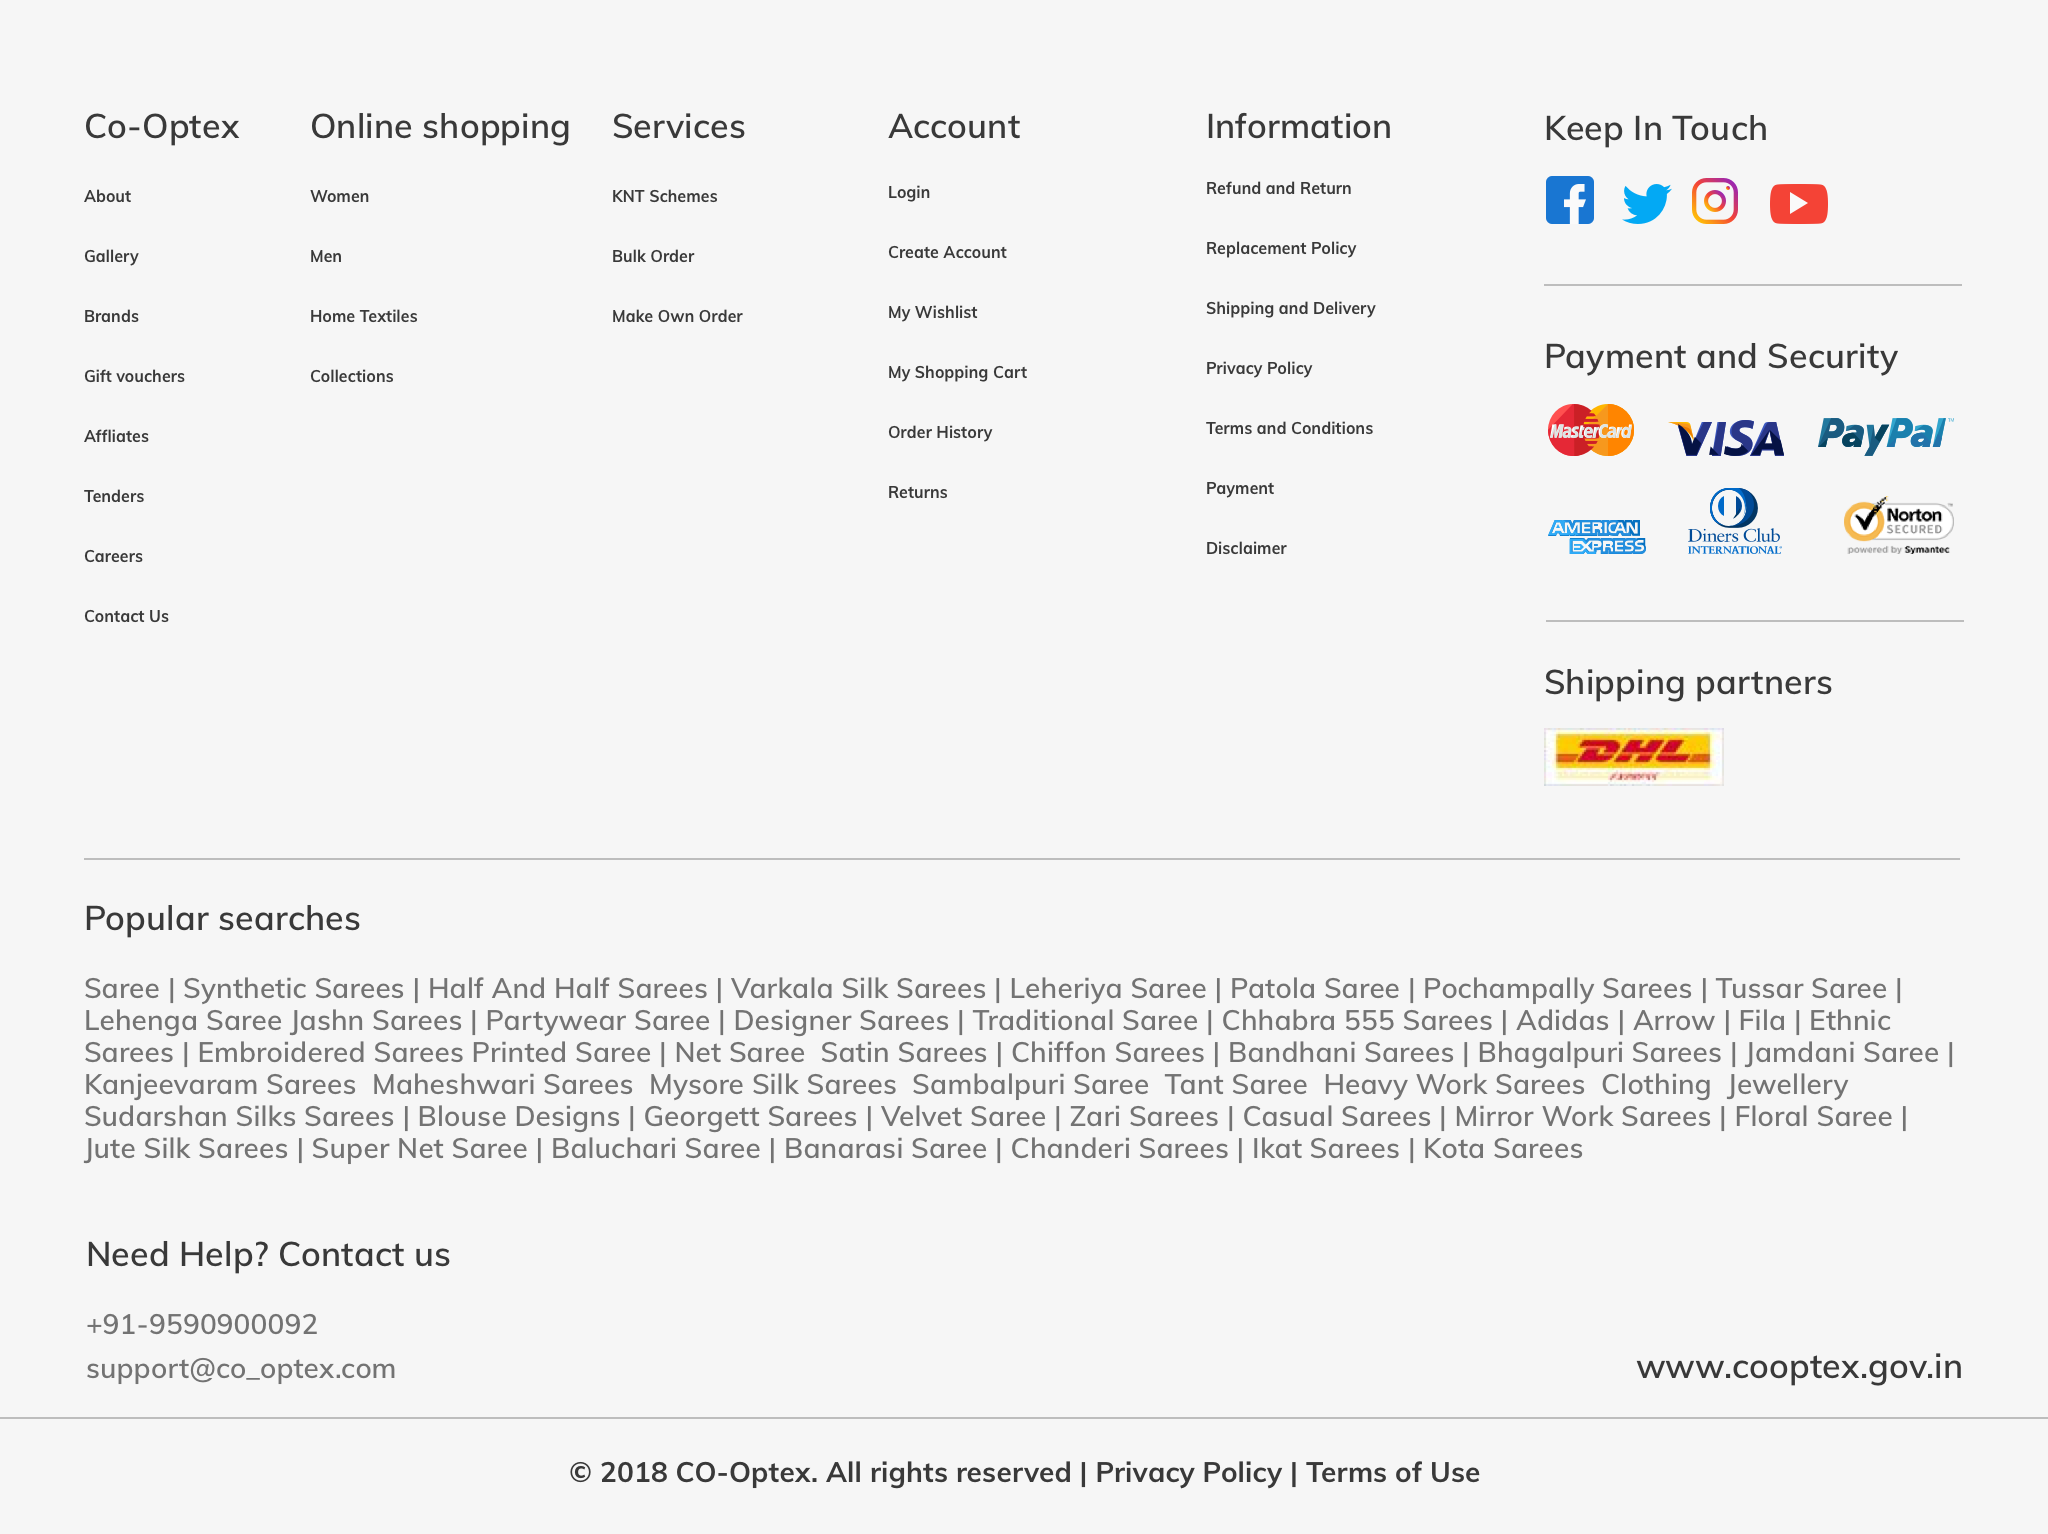 Co-Optex
About
Gallery
Brands
Gift vouchers
Affliates
Tenders
Careers
Contact Us
Online shopping
Women
Men
Home Textiles
Collections
Services
KNT Schemes
Bulk Order
Make Own Order
Account
Login
Create Account
My Wishlist
My Shopping Cart
Order History
Returns
Information
Refund and Return
Replacement Policy
Shipping and Delivery
Privacy Policy
Terms and Conditions
Payment
Disclaimer
Keep In Touch
Payment and Security
MasterCard
VISA
PayPal™
AMERICAN
EXPRESS
Diners Club
INTERNATIONAL®
Norton™
SECURED
powered by Symantec
Shipping partners
DHL
EXPRESS
Popular searches
Saree | Synthetic Sarees | Half And Half Sarees | Varkala Silk Sarees | Leheriya Saree | Patola Saree | Pochampally Sarees | Tussar Saree |
Lehenga Saree Jashn Sarees | Partywear Saree | Designer Sarees | Traditional Saree | Chhabra 555 Sarees | Adidas | Arrow | Fila | Ethnic
Sarees | Embroidered Sarees Printed Saree | Net Saree  Satin Sarees | Chiffon Sarees | Bandhani Sarees | Bhagalpuri Sarees | Jamdani Saree |
Kanjeevaram Sarees  Maheshwari Sarees  Mysore Silk Sarees  Sambalpuri Saree  Tant Saree  Heavy Work Sarees  Clothing  Jewellery
Sudarshan Silks Sarees | Blouse Designs | Georgett Sarees | Velvet Saree | Zari Sarees | Casual Sarees | Mirror Work Sarees | Floral Saree |
Jute Silk Sarees | Super Net Saree | Baluchari Saree | Banarasi Saree | Chanderi Sarees | Ikat Sarees | Kota Sarees
Need Help? Contact us
+91-9590900092
support@co_optex.com
www.cooptex.gov.in
© 2018 CO-Optex. All rights reserved | Privacy Policy | Terms of Use